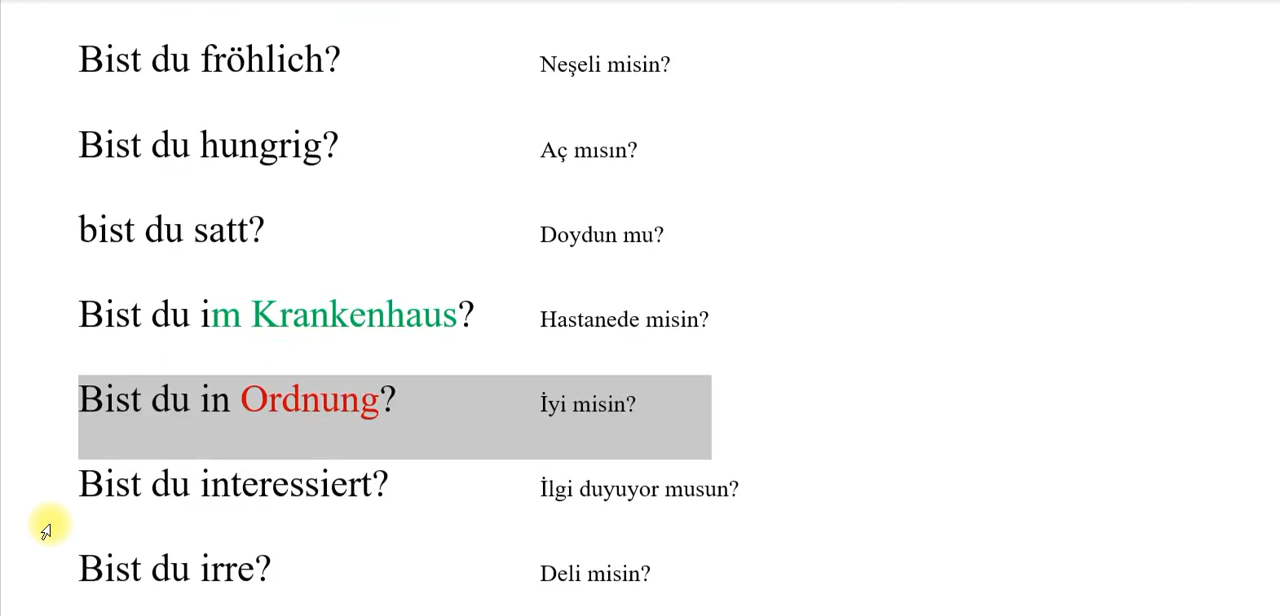 Bist du fröhlich? Neşeli misin?
Bist du hungrig? Aç mısın?
bist du satt? Doydun mu?
Bist du im Krankenhaus? Hastanede misin?
Bist du in Ordnung? İyi misin?
Bist du interessiert? İlgi duyuyor musun?
Bist du irre? Deli misin?